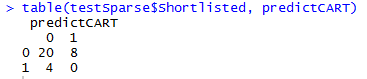 > table(testSparse$Shortlisted, predictCART)
predictCART
0 1
0 20 8
1 4 0